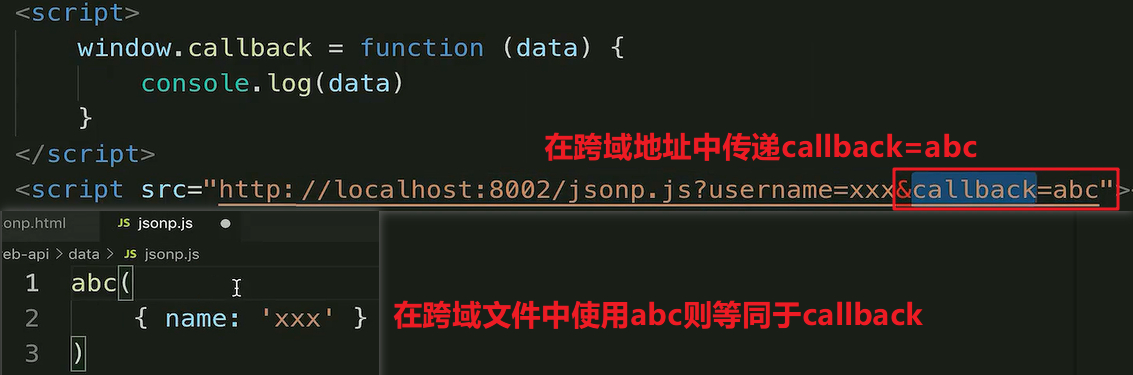 <script>
window.callback = function (data) {
console.log(data)
}
</script>
在跨域地址中传递callback=abc
<script src="http://localhost:8002/jsonp.js?username=xxx&callback=abc">
onp.html JS jsonp.js
eb-api > data > JS jsonp.js
1 abc(
2 { name: 'xxx' }
3 )
在跨域文件中使用abc则等同于callback